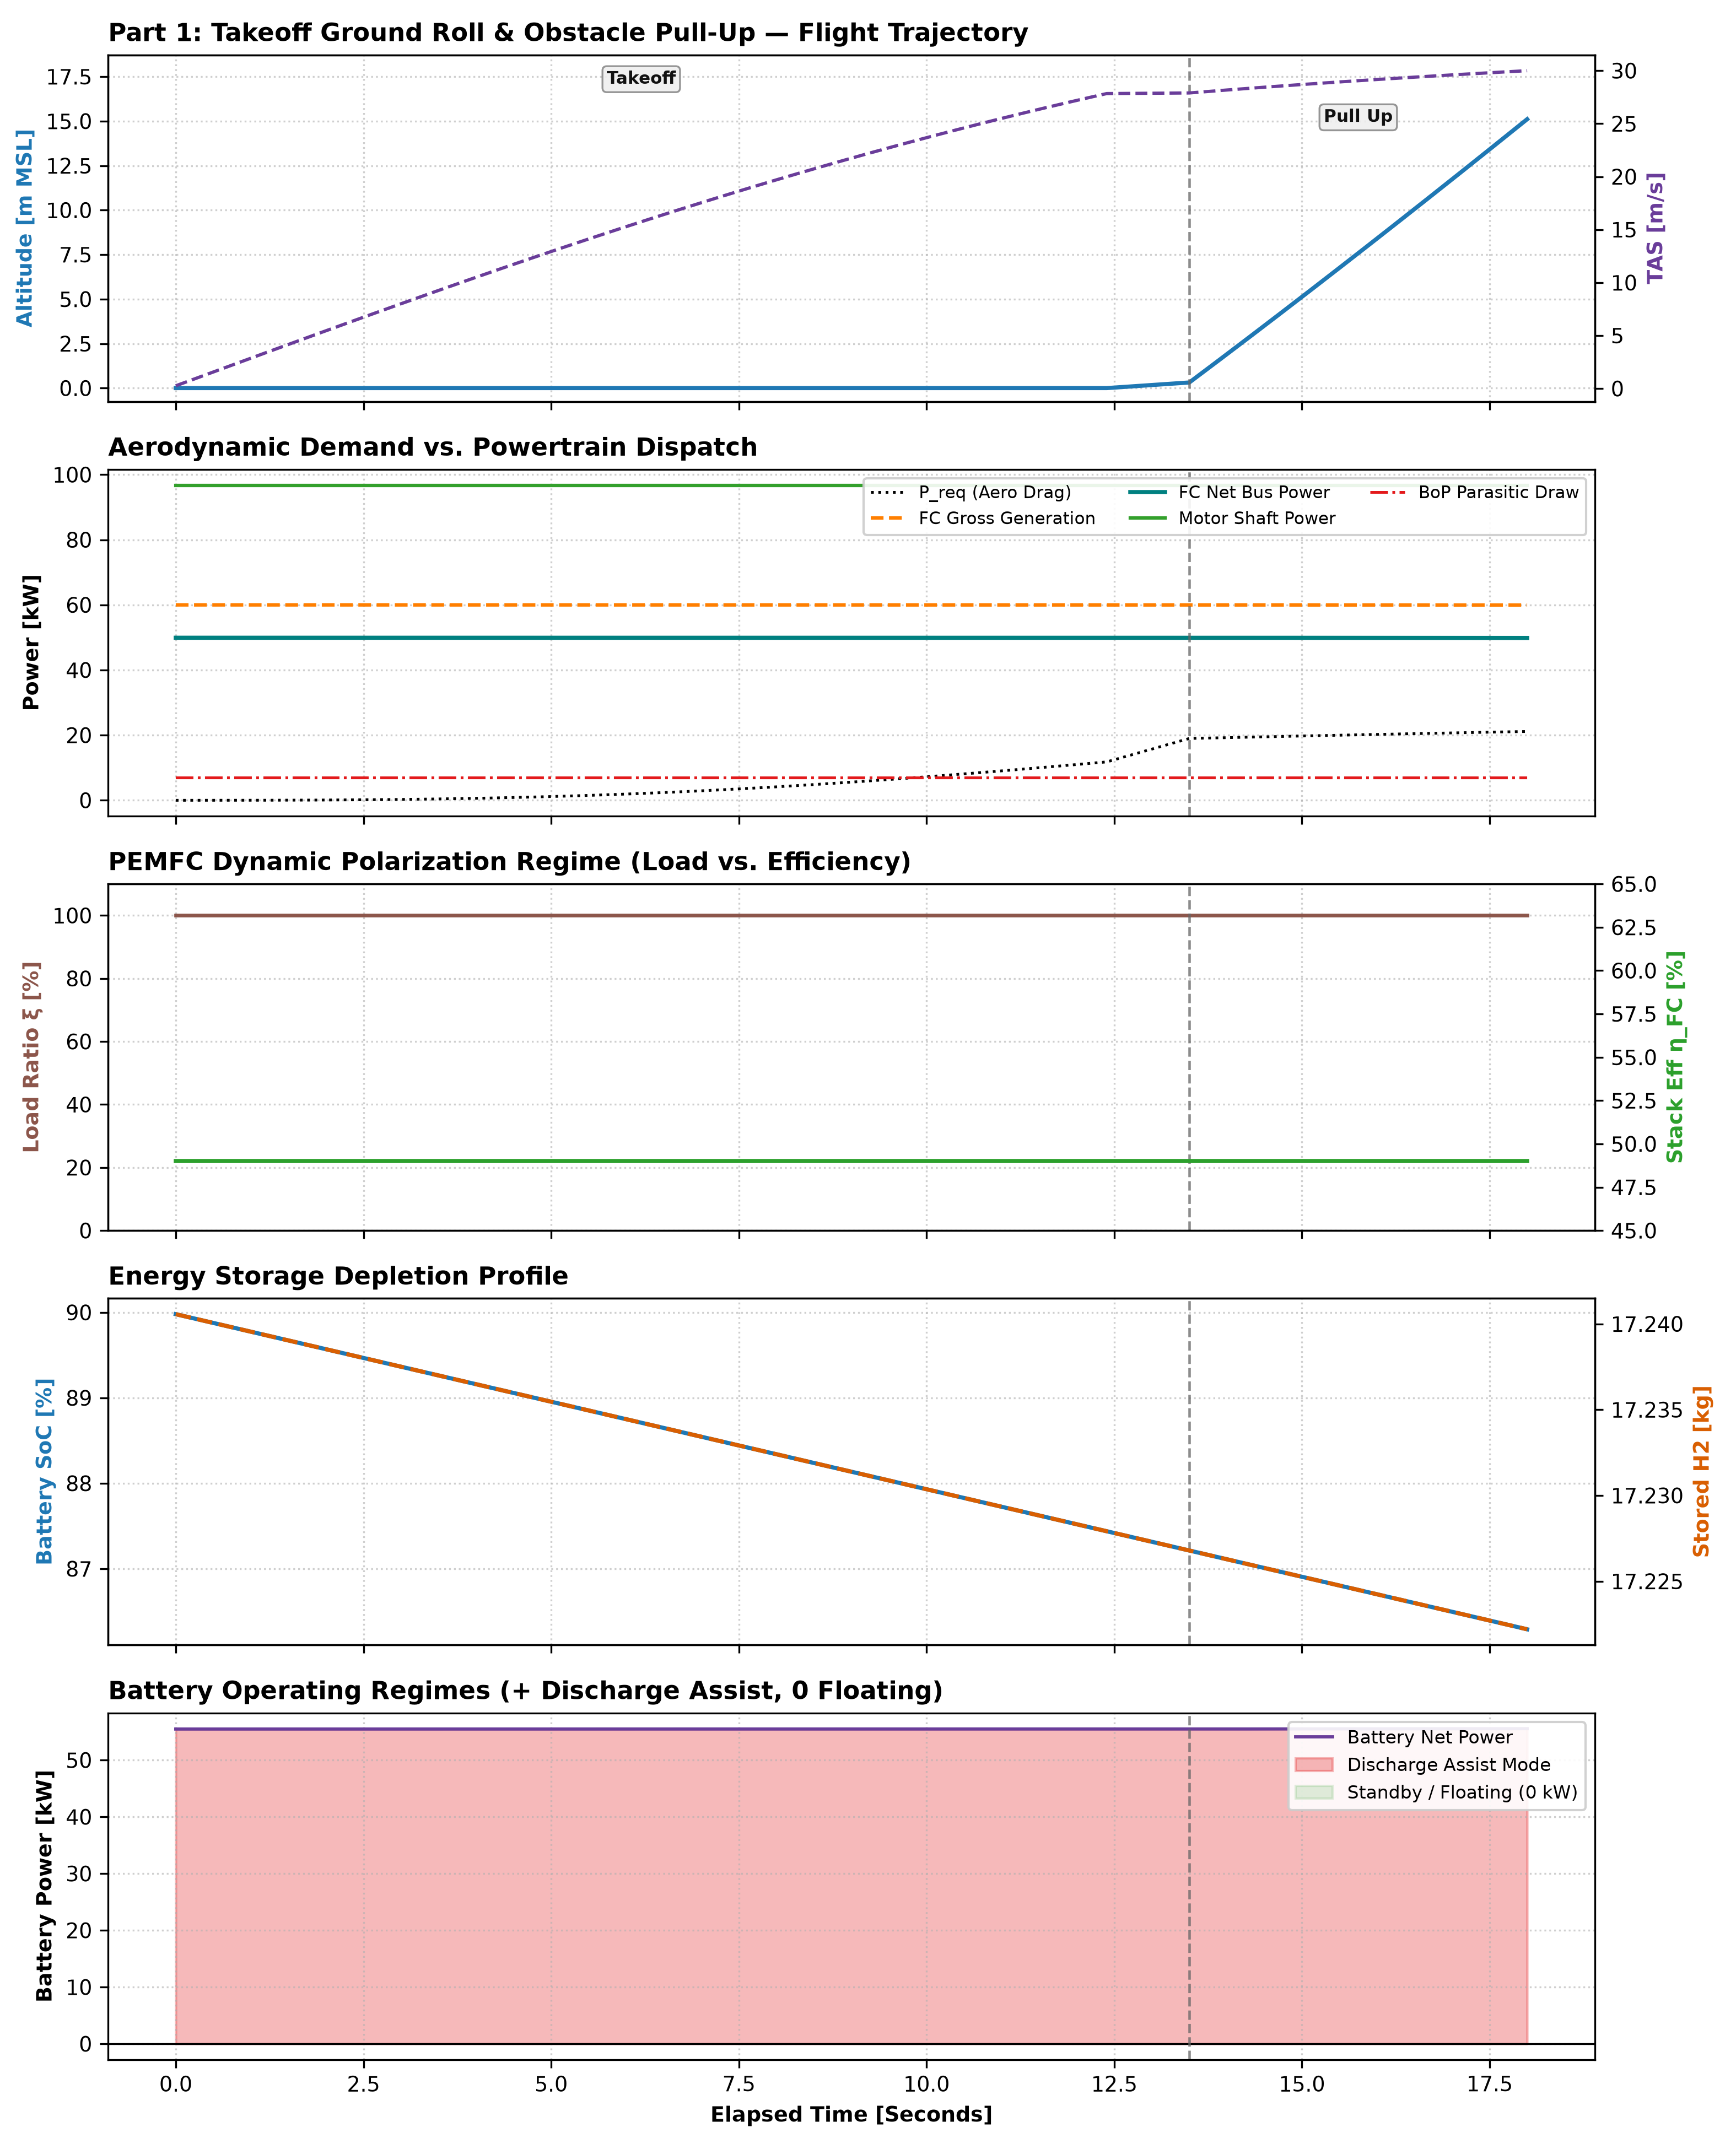 Part 1: Takeoff Ground Roll & Obstacle Pull-Up — Flight Trajectory
Altitude [m MSL]
17.5
15.0
12.5
10.0
7.5
5.0
2.5
0.0
Takeoff
Pull Up
30
25
20
15
10
5
0
TAS [m/s]
Aerodynamic Demand vs. Powertrain Dispatch
Power [kW]
100
80
60
40
20
0
P_req (Aero Drag)
FC Gross Generation
FC Net Bus Power
Motor Shaft Power
BoP Parasitic Draw
PEMFC Dynamic Polarization Regime (Load vs. Efficiency)
Load Ratio ξ [%]
100
80
60
40
20
0
65.0
62.5
60.0
57.5
55.0
52.5
50.0
47.5
45.0
Stack Eff η_FC [%]
Energy Storage Depletion Profile
Battery SoC [%]
90
89
88
87
17.240
17.235
17.230
17.225
Stored H2 [kg]
Battery Operating Regimes (+ Discharge Assist, 0 Floating)
Battery Power [kW]
50
40
30
20
10
0
Battery Net Power
Discharge Assist Mode
Standby / Floating (0 kW)
0.0 2.5 5.0 7.5 10.0 12.5 15.0 17.5
Elapsed Time [Seconds]